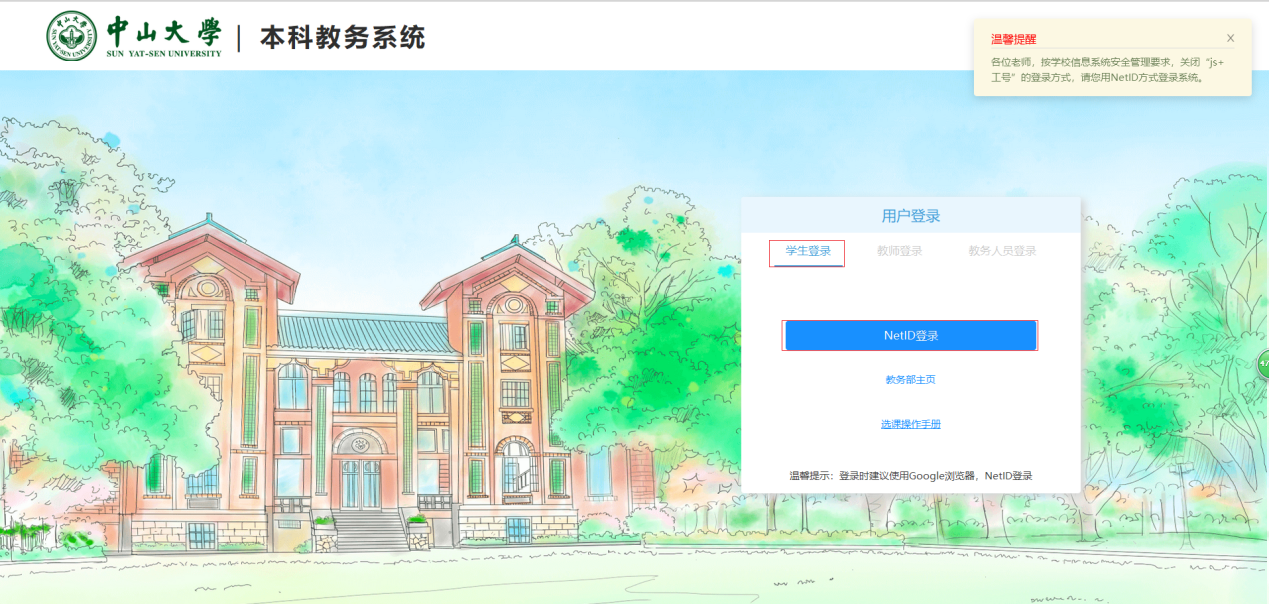 中山大學
SUN YAT-SEN UNIVERSITY
本科教务系统
温馨提醒
X
各位老师，按学校信息系统安全管理要求，关闭“js+
工号”的登录方式，请您用NetID方式登录系统。
用户登录
学生登录 教师登录 教务人员登录
NetID登录
教务部主页
选课操作手册
温馨提示：登录时建议使用Google浏览器，NetID登录